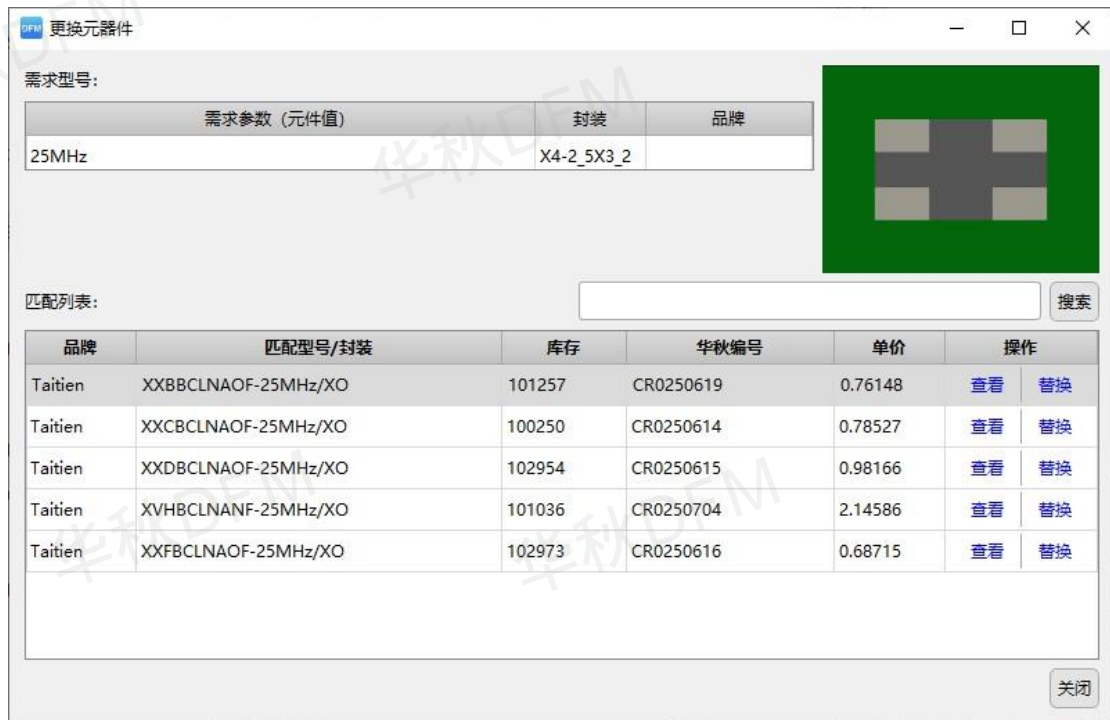 DFM 更换元器件
需求型号:
需求参数 (元件值) 封装 品牌
25MHz X4-2_5X3_2
匹配列表: 搜索
品牌 匹配型号/封装 库存 华秋编号 单价 操作
Taitien XXBBCLNAOF-25MHz/XO 101257 CR0250619 0.76148 查看 替换
Taitien XXCBCLNAOF-25MHz/XO 100250 CR0250614 0.78527 查看 替换
Taitien XXDBCLNAOF-25MHz/XO 102954 CR0250615 0.98166 查看 替换
Taitien XVHBCLNANF-25MHz/XO 101036 CR0250704 2.14586 查看 替换
Taitien XXFBCLNAOF-25MHz/XO 102973 CR0250616 0.68715 查看 替换
关闭
华秋DFM
华秋DFM
华秋DFM